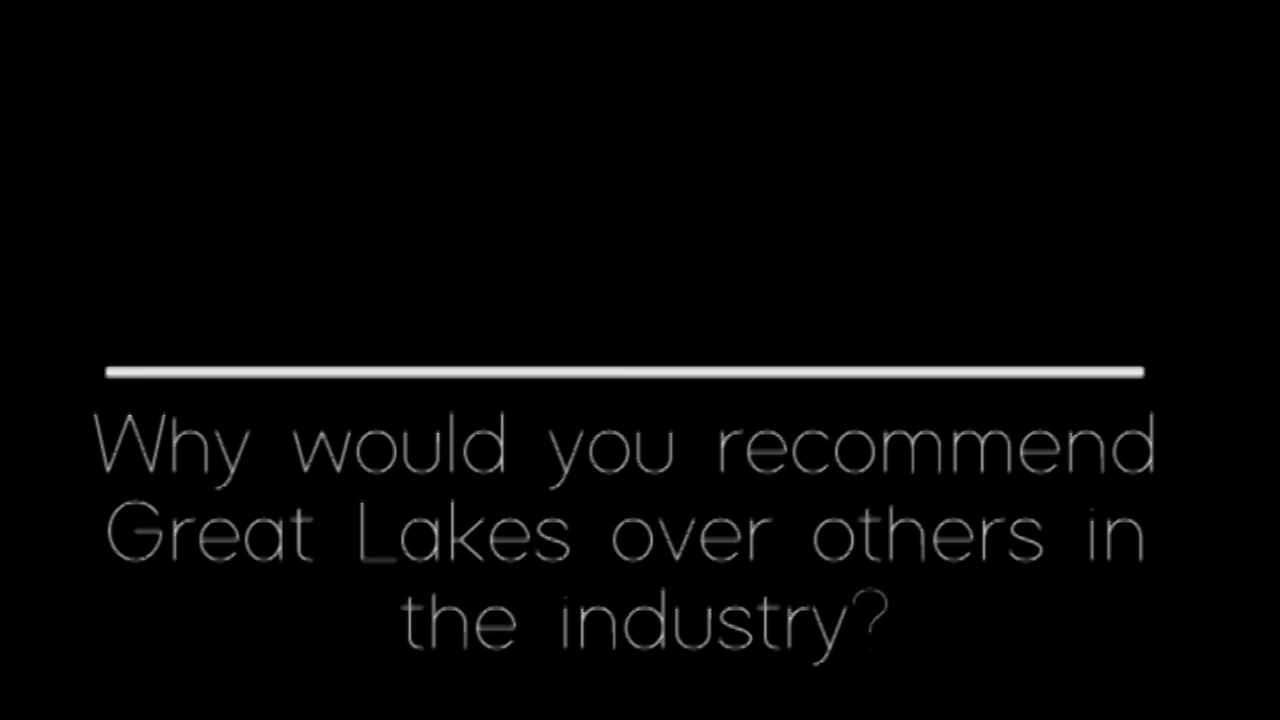 Why would you recommend
Great Lakes over others in
the industry?